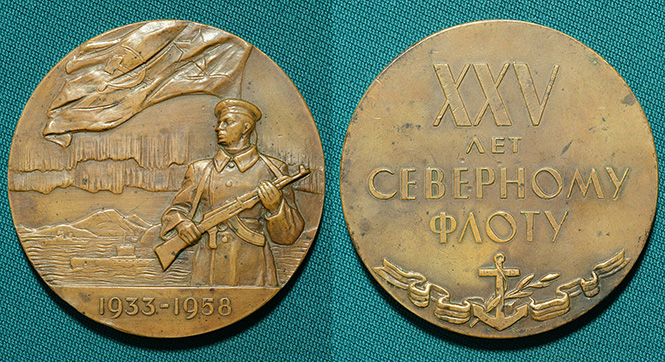 1933-1958
XXV
ЛЕТ
СЕВЕРНОМУ
ФЛОТУ